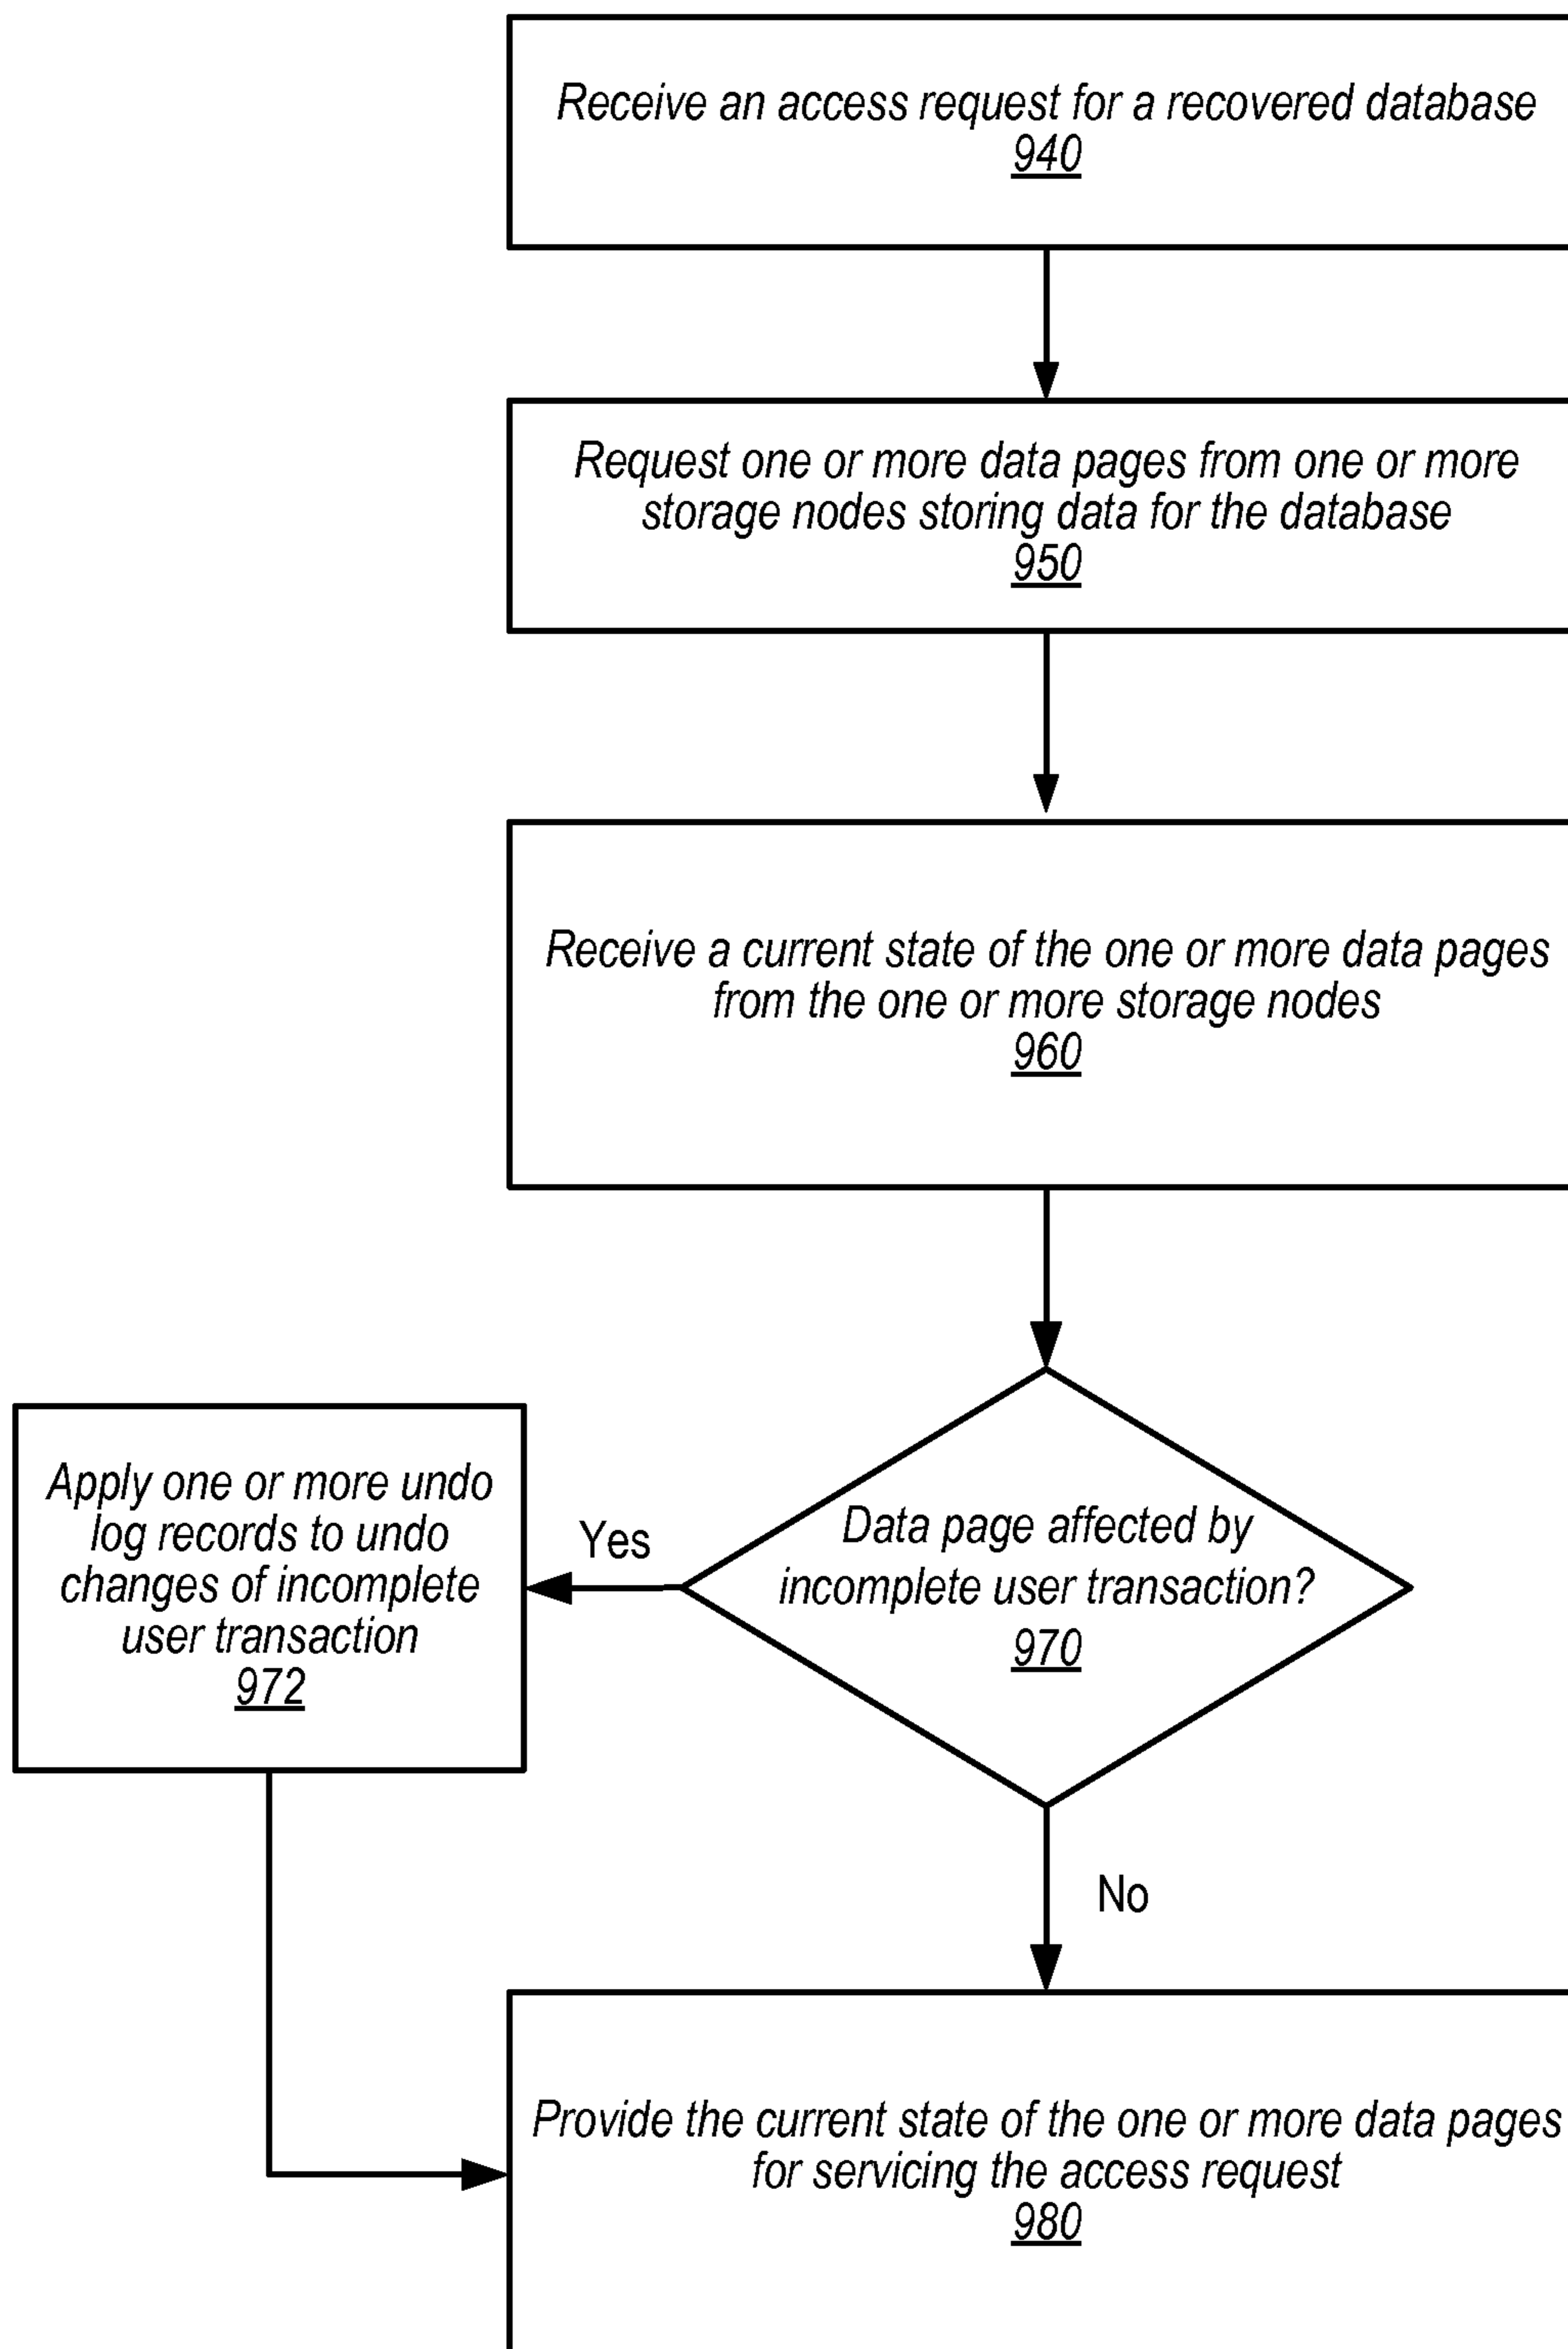 Receive an access request for a recovered database
940
Request one or more data pages from one or more
storage nodes storing data for the database
950
Receive a current state of the one or more data pages
from the one or more storage nodes
960
Data page affected by
incomplete user transaction?
970
Yes
Apply one or more undo
log records to undo
changes of incomplete
user transaction
972
No
Provide the current state of the one or more data pages
for servicing the access request
980